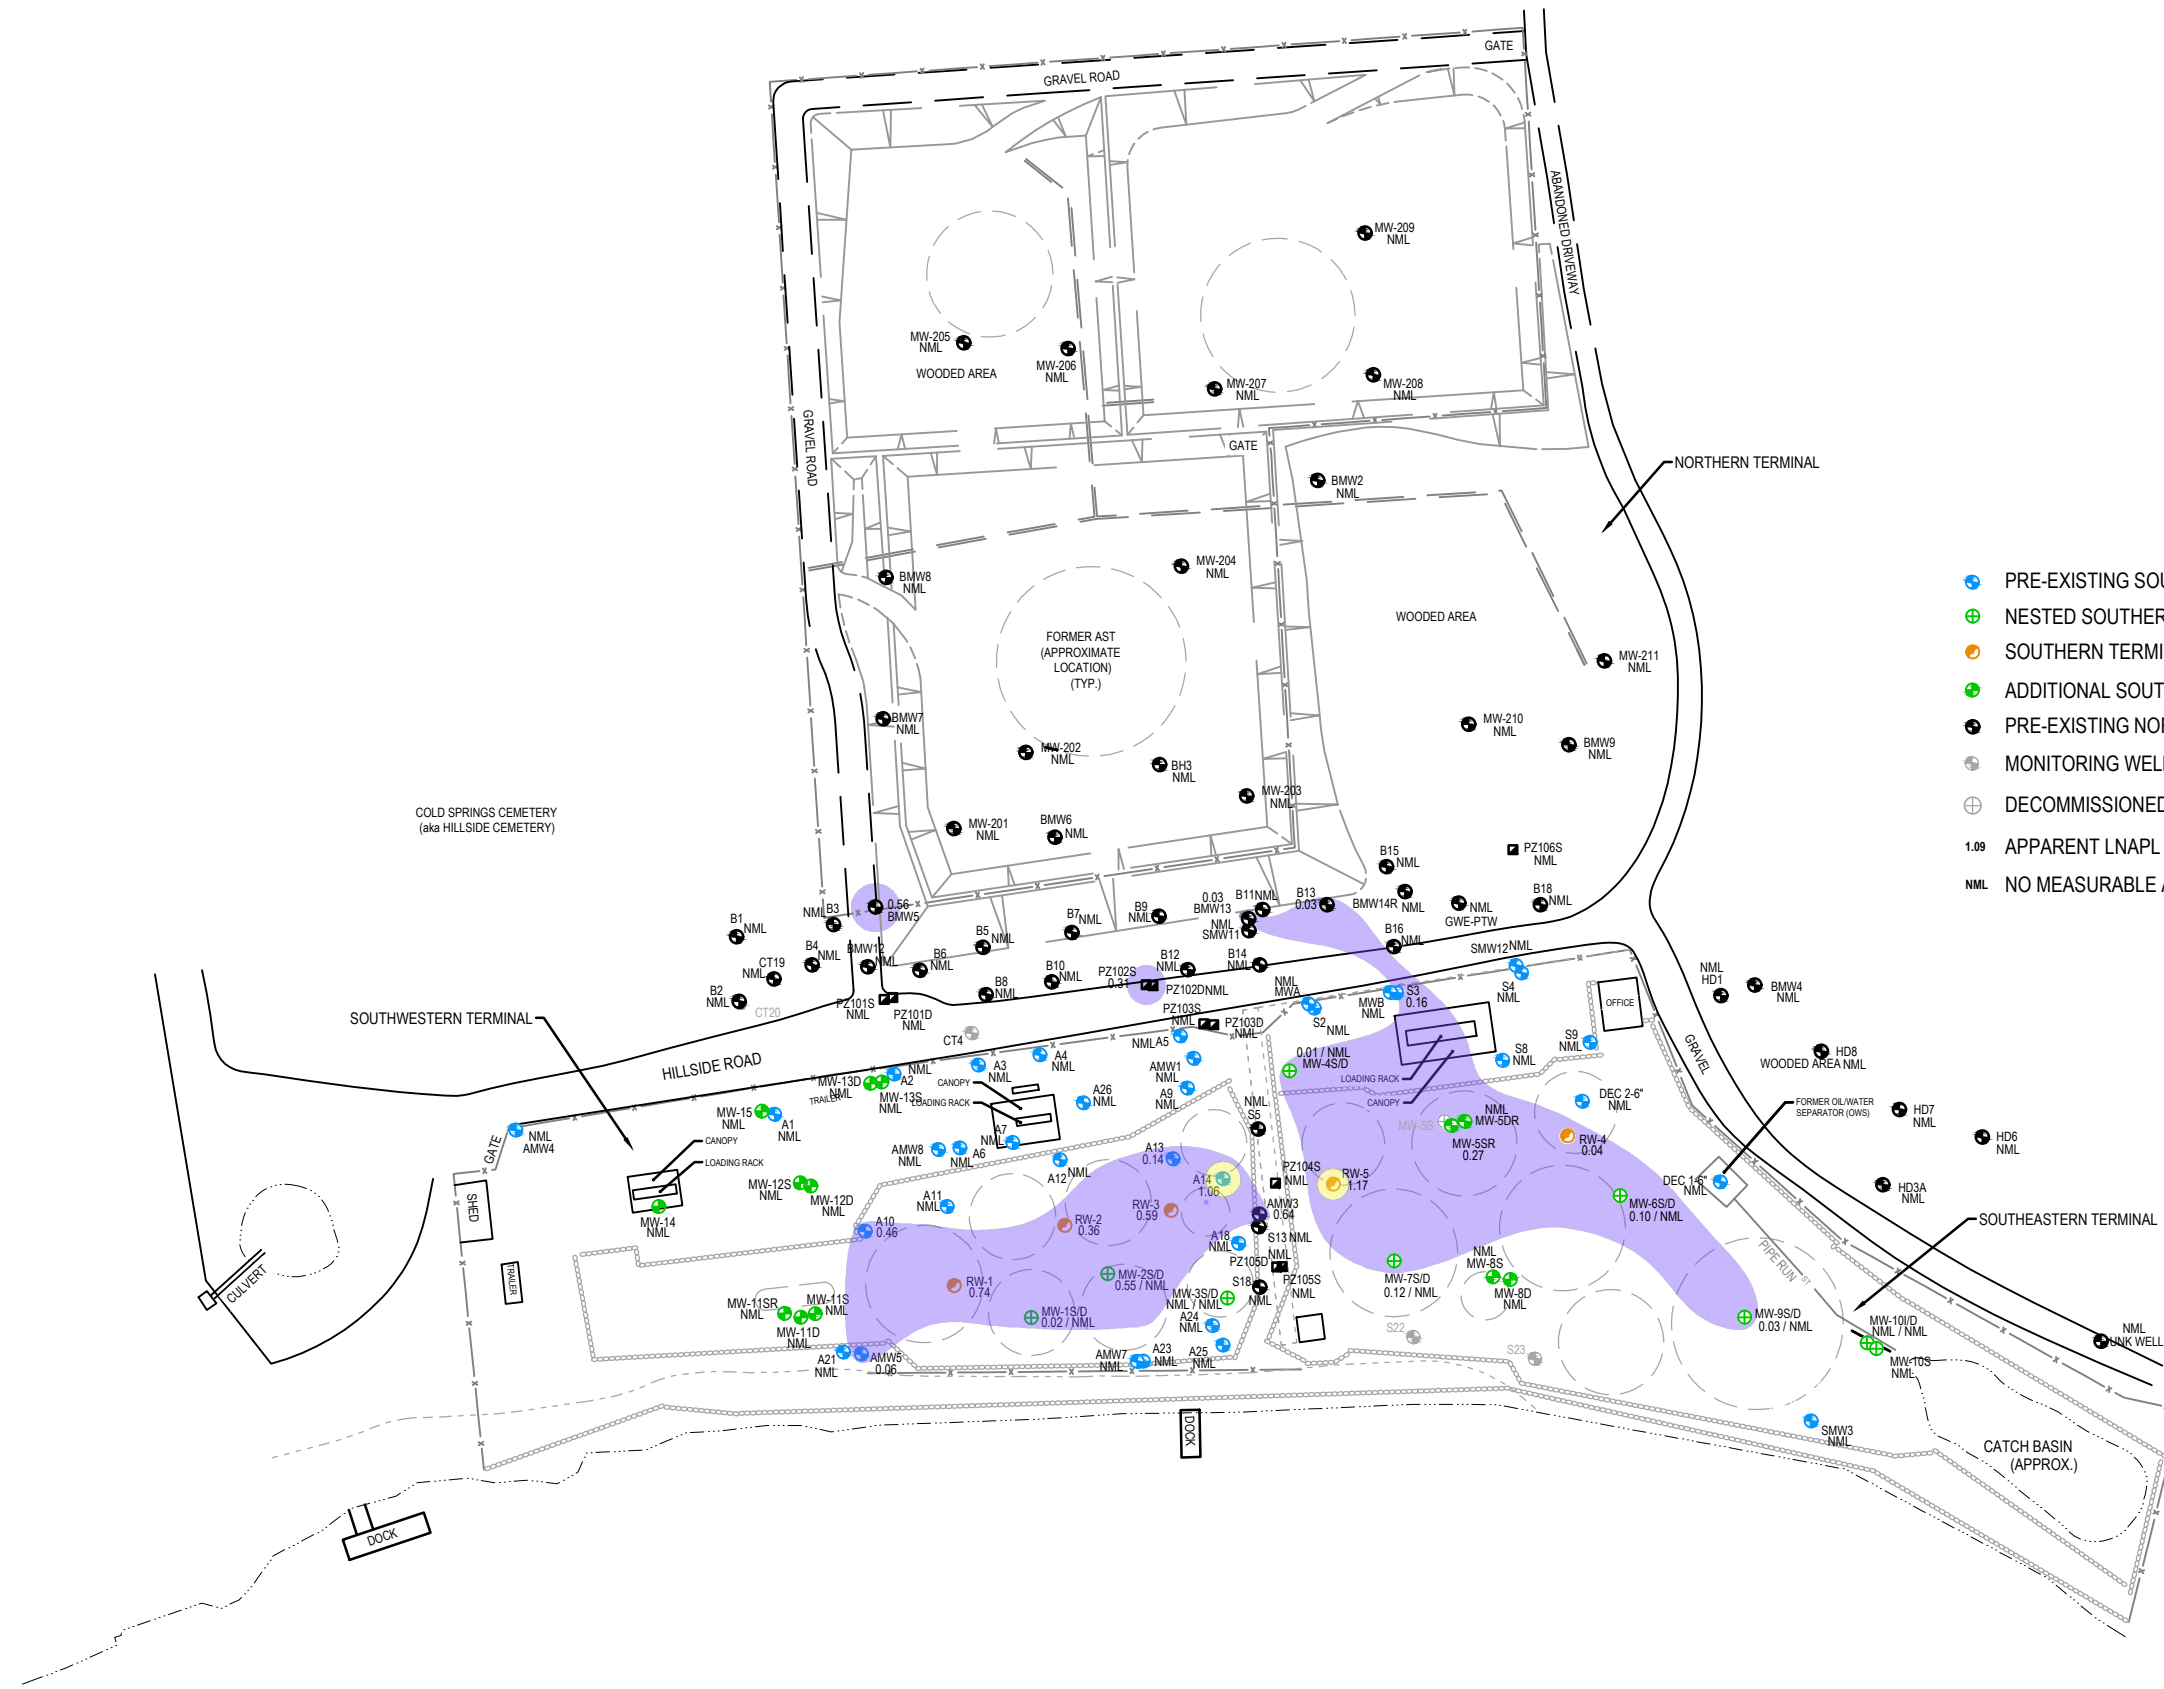 GATE
GRAVEL ROAD
ABANDONED DRIVEWAY
MW-209
NML
MW-205
NML
MW-206
NML
WOODED AREA
MW-207
NML
MW-208
NML
GRAVEL ROAD
GATE
NORTHERN TERMINAL
BMW2
NML
MW-204
NML
BMW8
NML
WOODED AREA
FORMER AST
(APPROXIMATE
LOCATION)
(TYP.)
MW-211
NML
BMW7
NML
MW-210
NML
BMW9
NML
MW-202
NML
BH3
NML
MW-203
NML
COLD SPRINGS CEMETERY
(aka HILLSIDE CEMETERY)
MW-201
NML
BMW6
NML
PRE-EXISTING SOU
NESTED SOUTHER
SOUTHERN TERMI
ADDITIONAL SOUT
PRE-EXISTING NOR
MONITORING WELL
DECOMMISSIONED
1.09 APPARENT LNAPL
NML NO MEASURABLE A
B15
NML
PZ106S
NML
B1
NML
B3
NML
0.56
BMW5
B4
NML
BMW12
NML
B6
NML
B5
NML
B7
NML
B9
NML
0.03
BMW13
B11 NML
NML
SMW11
B13
0.03
BMW14R
NML
NML
GWE-PTW
B18
NML
B16
NML
SMW12 NML
B2
NML
CT19
NML
CT20
B8
NML
B10
NML
PZ102S
0.31
PZ102D NML
B12
NML
B14
NML
PZ101S
NML
PZ101D
NML
PZ103S
NML
PZ103D
NML
NML
MWA
S2
NML
MWB
NML
S3
0.16
S4
NML
OFFICE
NML
HD1
BMW4
NML
SOUTHWESTERN TERMINAL
HILLSIDE ROAD
CT4
NML A5
AMW1
NML
A9
NML
0.01 / NML
MW-4S/D
S8
NML
S9
NML
GRAVEL
HD8
WOODED AREA NML
LOADING RACK
CANOPY
A4
NML
A3
NML
NML
A2
MW-13D
NML
MW-13S
NML
TRAILER
CANOPY
LOADING RACK
A26
NML
MW-15
NML
A1
NML
NML
AMW4
GATE
CANOPY
LOADING RACK
AMW8
NML
A6
NML
A7
NML
A12
NML
A13
0.14
NML
S5
MW-5S
NML
MW-5DR
MW-5SR
0.27
DEC 2-6"
NML
RW-4
0.04
FORMER OIL/WATER
SEPARATOR (OWS)
HD7
NML
HD6
NML
HD3A
NML
DEC 1-6"
NML
MW-12S
NML
MW-12D
NML
MW-14
NML
SHED
A11
NML
A10
0.46
RW-2
0.36
RW-3
0.59
A14
1.06
PZ104S
NML
RW-5
1.17
AMW3
0.64
S13 NML
A18
NML
MW-6S/D
0.10 / NML
SOUTHEASTERN TERMINAL
PIPE RUN
ST
CULVERT
TRAILER
RW-1
0.74
MW-2S/D
0.55 / NML
MW-1S/D
0.02 / NML
NML
PZ105D
PZ105S
NML
S18
NML
MW-3S/D
NML / NML
MW-7S/D
0.12 / NML
NML
MW-8S
MW-8D
NML
MW-11SR
NML
MW-11S
NML
MW-11D
NML
A24
NML
A25
NML
S22
S23
MW-9S/D
0.03 / NML
MW-10I/D
NML / NML
MW-10S
NML
NML
UNK WELL
A21
NML
AMW5
0.06
AMW7
NML
A23
NML
DOCK
SMW3
NML
CATCH BASIN
(APPROX.)
DOCK